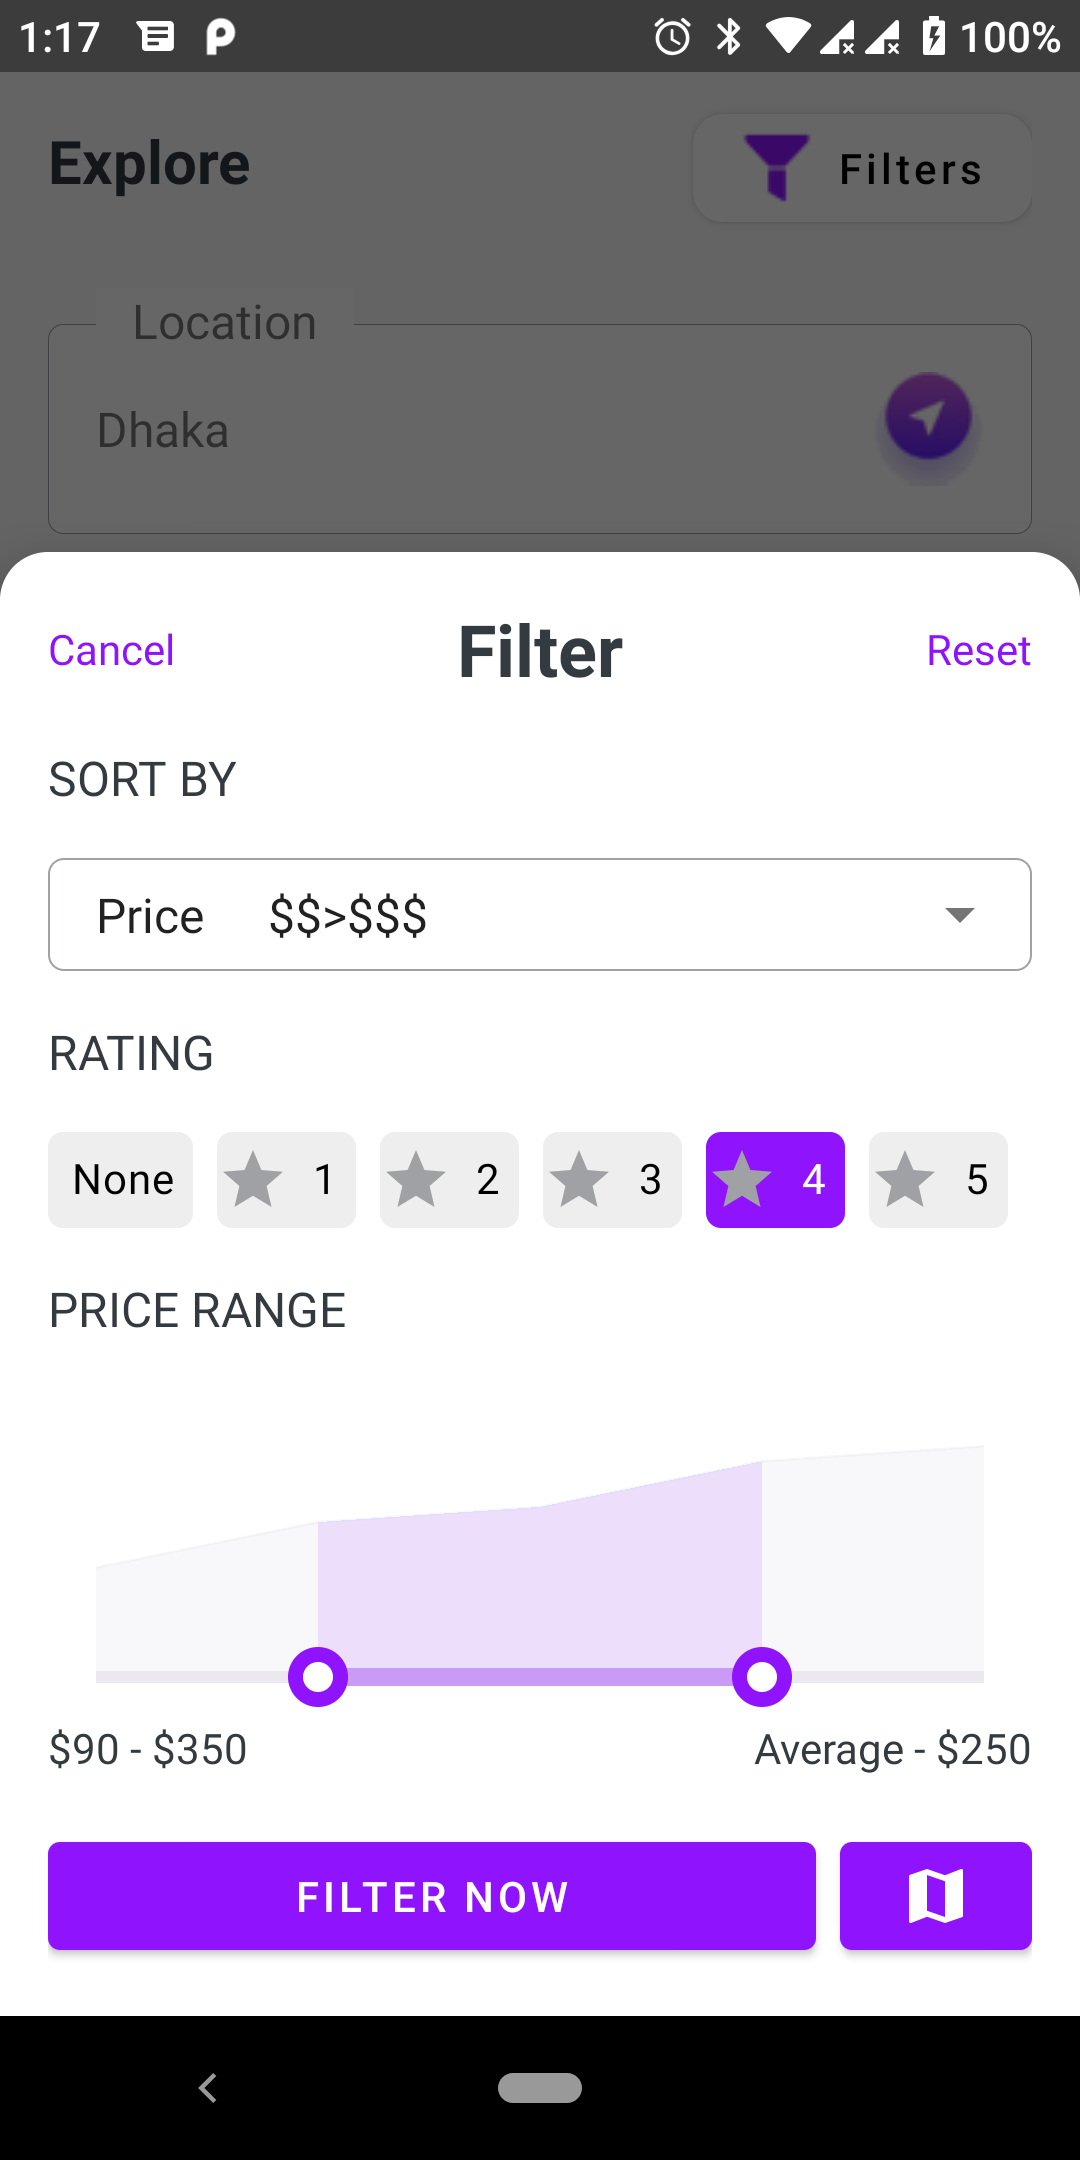 1:17 100%
Explore Filters
Location
Dhaka
Cancel Filter Reset
SORT BY
Price $$>$$$
RATING
None 1 2 3 4 5
PRICE RANGE
$90 - $350 Average - $250
FILTER NOW